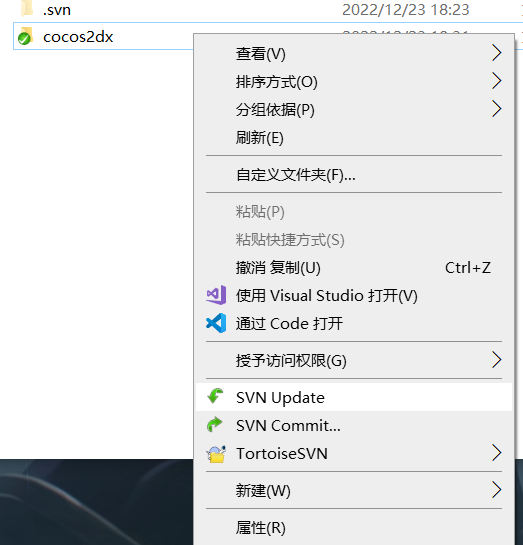 .svn 2022/12/23 18:23
cocos2dx
查看(V)
排序方式(O)
分组依据(P)
刷新(E)
自定义文件夹(F)...
粘贴(P)
粘贴快捷方式(S)
撤消 复制(U) Ctrl+Z
使用 Visual Studio 打开(V)
通过 Code 打开
授予访问权限(G)
SVN Update
SVN Commit...
TortoiseSVN
新建(W)
属性(R)